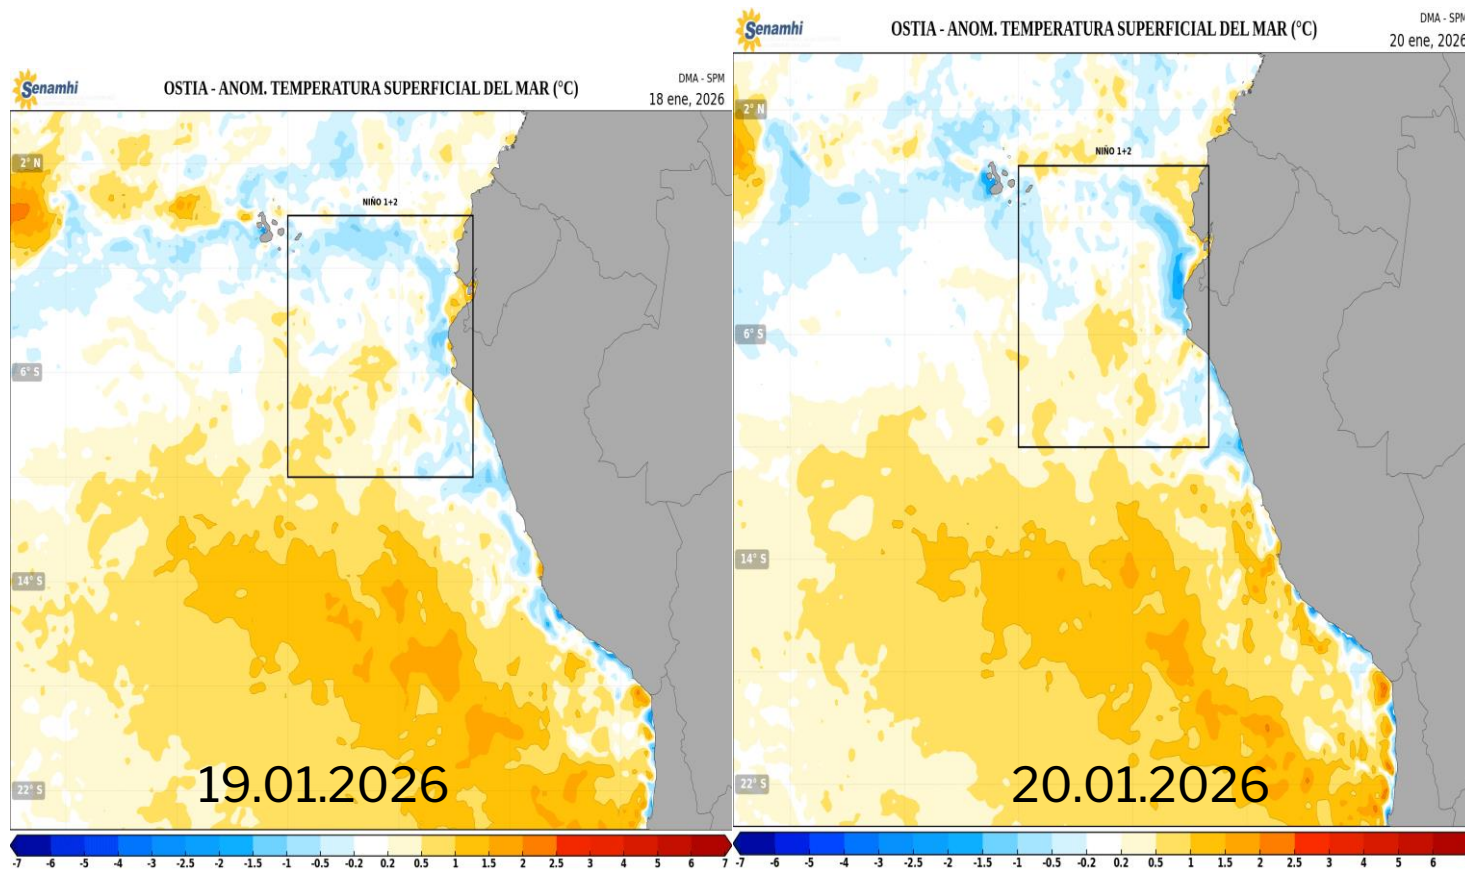 Senamhi
OSTIA - ANOM. TEMPERATURA SUPERFICIAL DEL MAR (°C)
DMA - SPM
18 ene, 2026
2° N
NIÑO 1+2
6° S
14° S
22° S
19.01.2026
-7 -6 -5 -4 -3 -2.5 -2 -1.5 -1 -0.5 -0.2 0.2 0.5 1 1.5 2 2.5 3 4 5 6 7
Senamhi
OSTIA - ANOM. TEMPERATURA SUPERFICIAL DEL MAR (°C)
DMA - SPM
20 ene, 2026
2° N
NIÑO 1+2
6° S
14° S
22° S
20.01.2026
-7 -6 -5 -4 -3 -2.5 -2 -1.5 -1 -0.5 -0.2 0.2 0.5 1 1.5 2 2.5 3 4 5 6